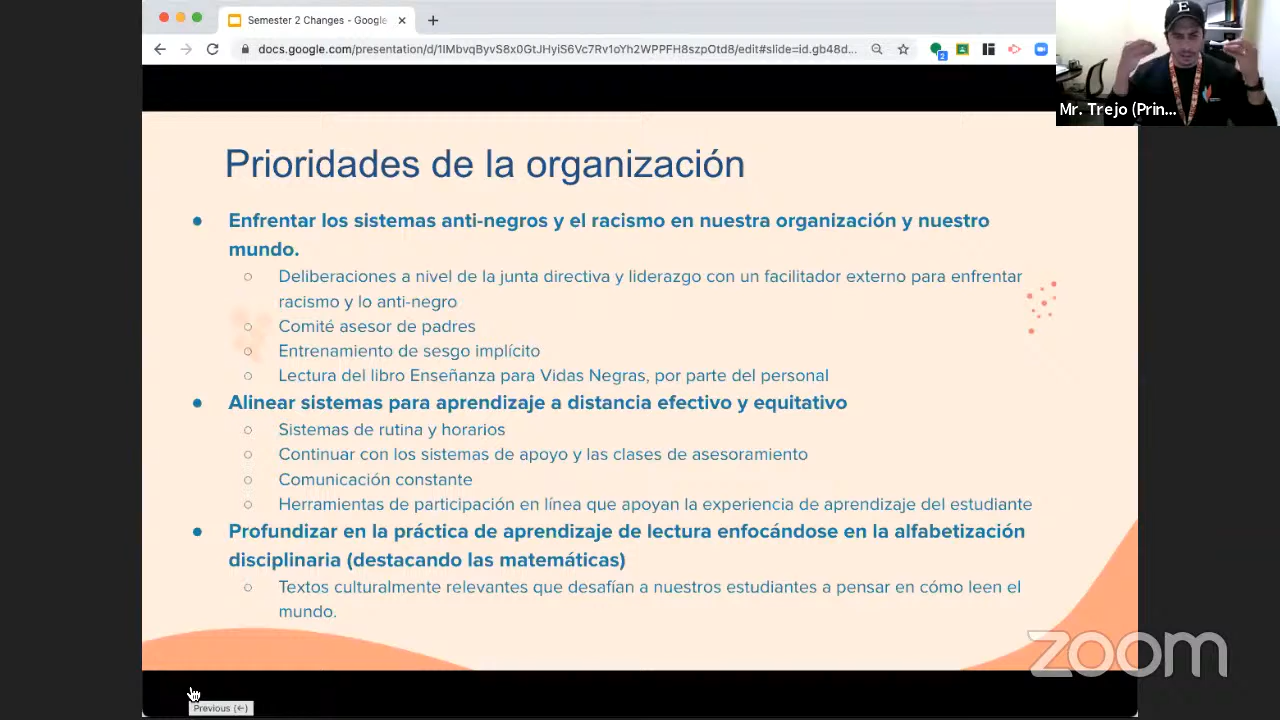 Semester 2 Changes - Google
docs.google.com/presentation/d/1IMbvqByvS8x0GtJHyiS6Vc7Rv1oYh2WPPFH8szpOtd8/edit#slide=id.gb48d...
2
E
Mr. Trejo (Prin...
Prioridades de la organización
● Enfrentar los sistemas anti-negros y el racismo en nuestra organización y nuestro
mundo.
○ Deliberaciones a nivel de la junta directiva y liderazgo con un facilitador externo para enfrentar
racismo y lo anti-negro
○ Comité asesor de padres
○ Entrenamiento de sesgo implícito
○ Lectura del libro Enseñanza para Vidas Negras, por parte del personal
● Alinear sistemas para aprendizaje a distancia efectivo y equitativo
○ Sistemas de rutina y horarios
○ Continuar con los sistemas de apoyo y las clases de asesoramiento
○ Comunicación constante
○ Herramientas de participación en línea que apoyan la experiencia de aprendizaje del estudiante
● Profundizar en la práctica de aprendizaje de lectura enfocándose en la alfabetización
disciplinaria (destacando las matemáticas)
○ Textos culturalmente relevantes que desafían a nuestros estudiantes a pensar en cómo leen el
mundo.
zoom
Previous (←)